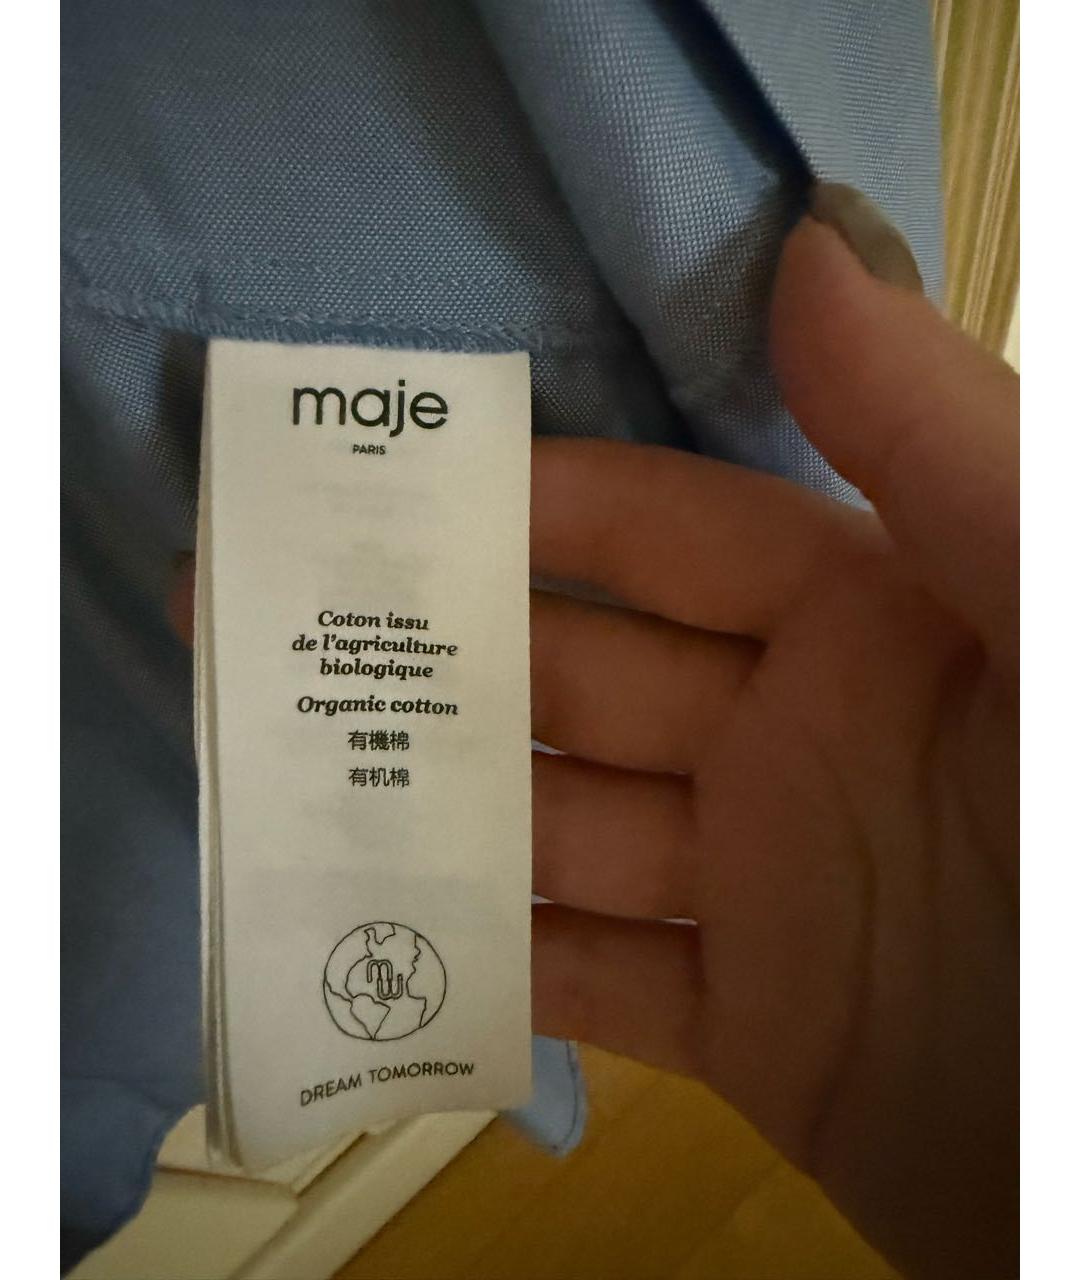 maje
PARIS
Coton issu
de l'agriculture
biologique
Organic cotton
有機棉
有机棉
DREAM TOMORROW